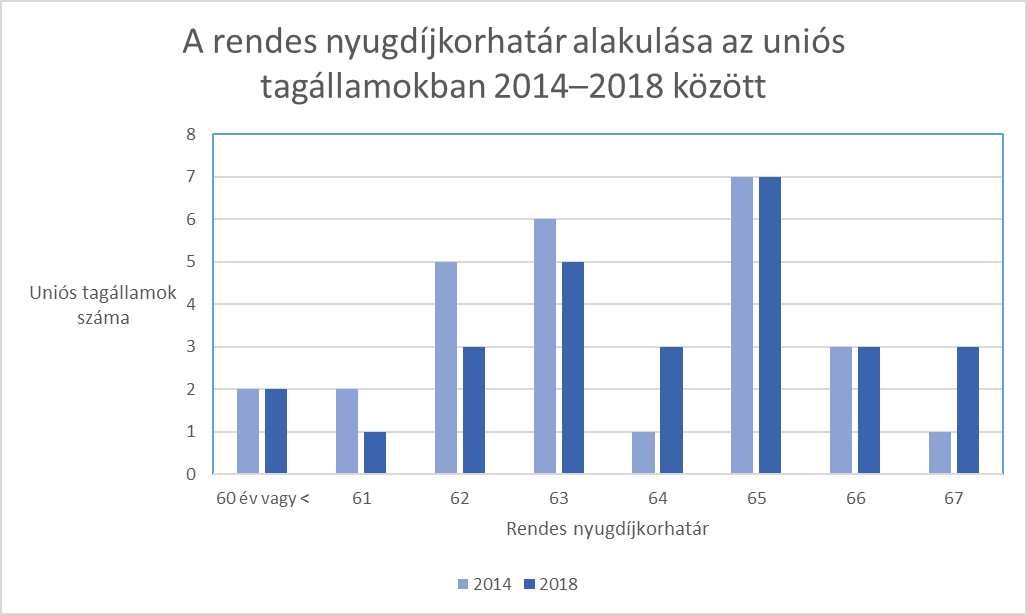 A rendes nyugdíjkorhatár alakulása az uniós
tagállamokban 2014–2018 között
8
7
6
5
4
3
2
1
0
Uniós tagállamok
száma
60 év vagy < 61 62 63 64 65 66 67
Rendes nyugdíjkorhatár
2014 2018